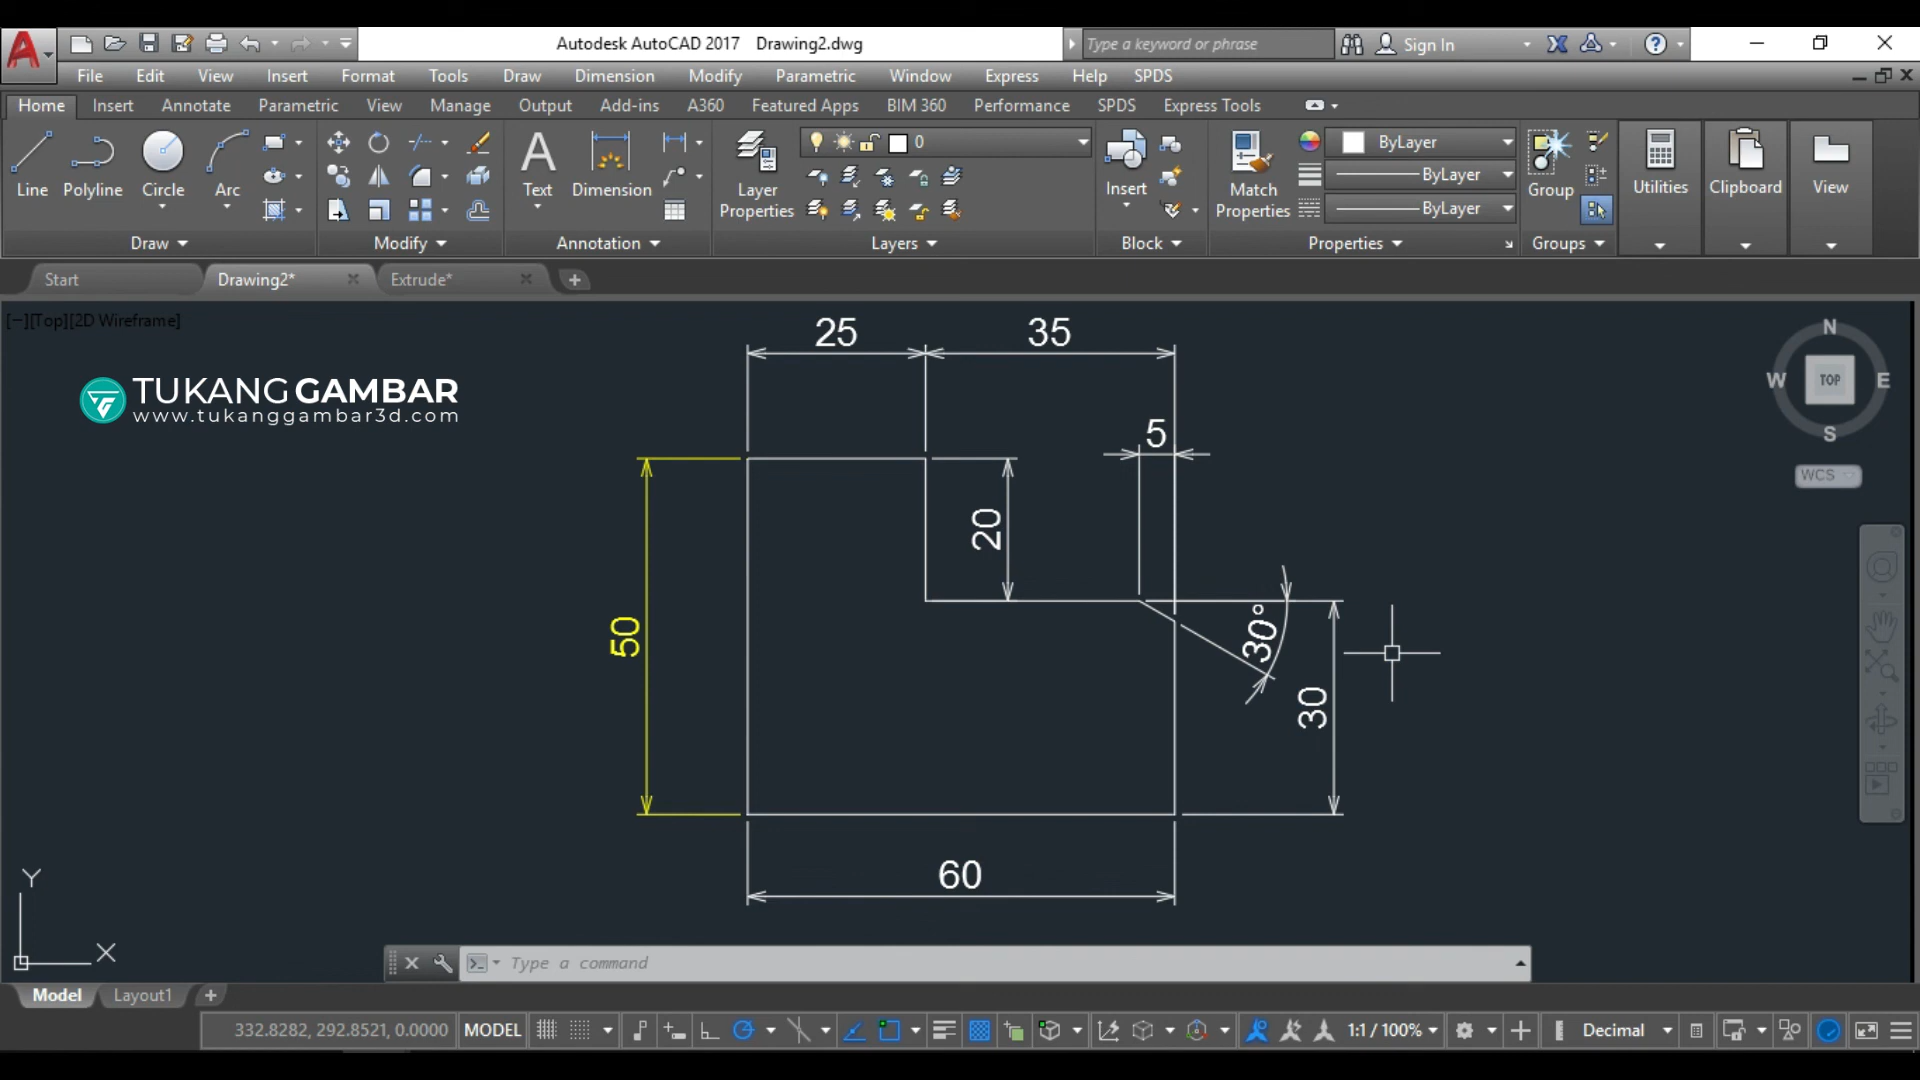 Autodesk AutoCAD 2017 Drawing2.dwg
Type a keyword or phrase
Sign In
File Edit View Insert Format Tools Draw Dimension Modify Parametric Window Express Help SPDS
Home Insert Annotate Parametric View Manage Output Add-ins A360 Featured Apps BIM 360 Performance SPDS Express Tools
0
ByLayer
ByLayer
ByLayer
Line Polyline Circle Arc
Text Dimension
Layer Properties
Insert
Match Properties
Group
Utilities Clipboard View
Draw Modify Annotation Layers Block Properties Groups
Start Drawing2* Extrude*
[−][Top][2D Wireframe]
TUKANG GAMBAR
www.tukanggambar3d.com
25
35
5
20
50
30°
30
60
N
W TOP E
S
WCS
Y
X
Type a command
Model Layout1
332.8282, 292.8521, 0.0000 MODEL 1:1 / 100% Decimal